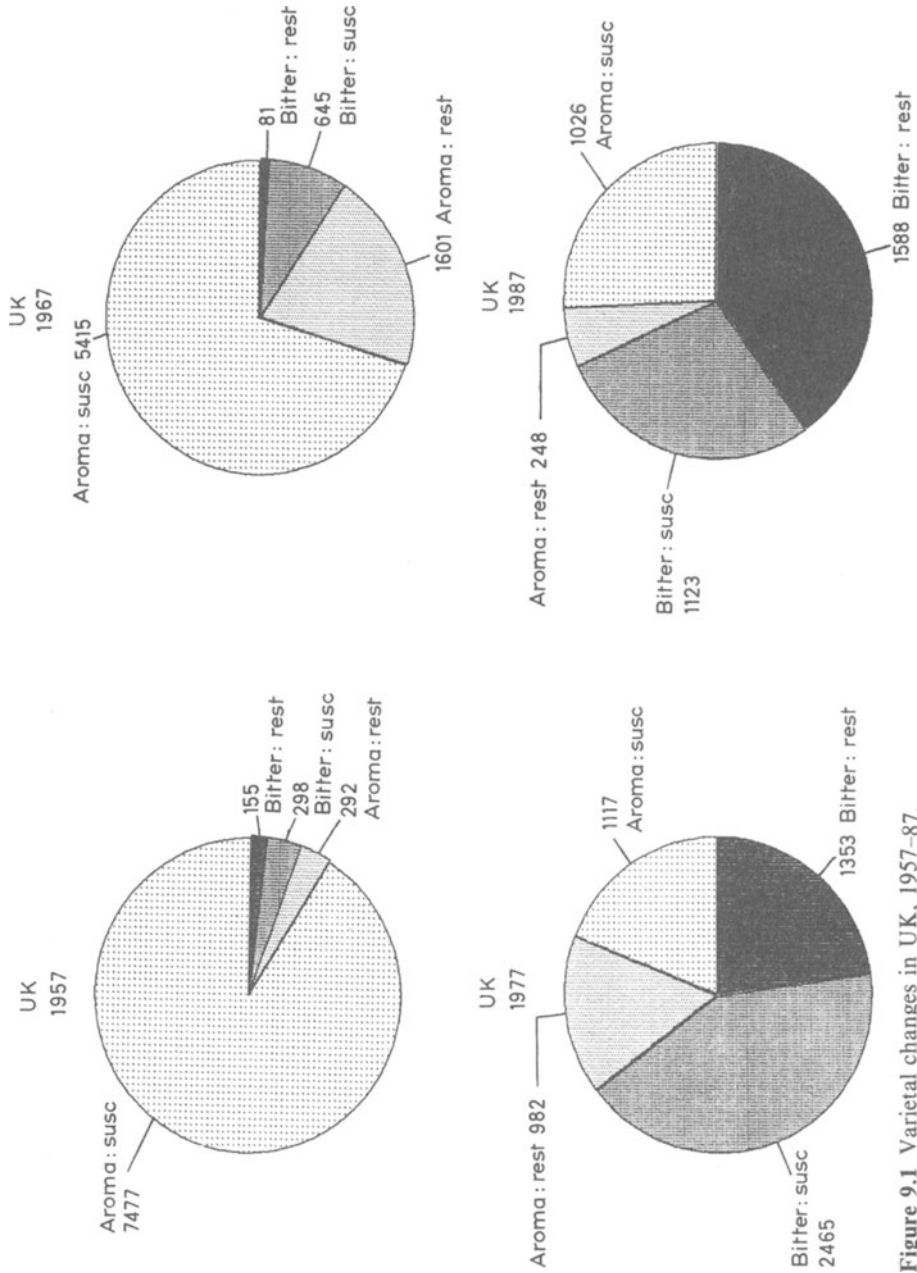 UK
1957
Aroma: susc
7477
155
Bitter: rest
298
Bitter: susc
292
Aroma: rest
UK
1967
Aroma: susc 5415
81
Bitter: rest
645
Bitter: susc
1601 Aroma: rest
UK
1977
Aroma: rest 982
1117
Aroma: susc
Bitter: susc
2465
1353 Bitter: rest
UK
1987
Aroma: rest 248
1026
Aroma: susc
Bitter: susc
1123
1588 Bitter: rest
Figure 9.1 Varietal changes in UK, 1957–87.